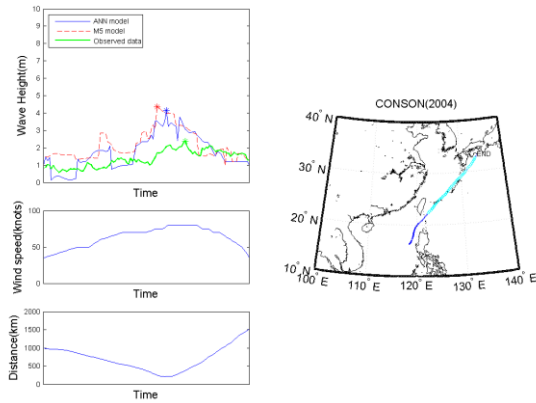 ANN model
M5 model
Observed data
10
9
8
7
6
5
4
3
2
1
0
Wave Height(m)
Time
100
50
0
Wind speed(knots)
Time
2000
1500
1000
500
0
Distance(km)
Time
CONSON(2004)
40° N
30° N
20° N
10° N
100° E
110° E
120° E
130° E
140° E
END